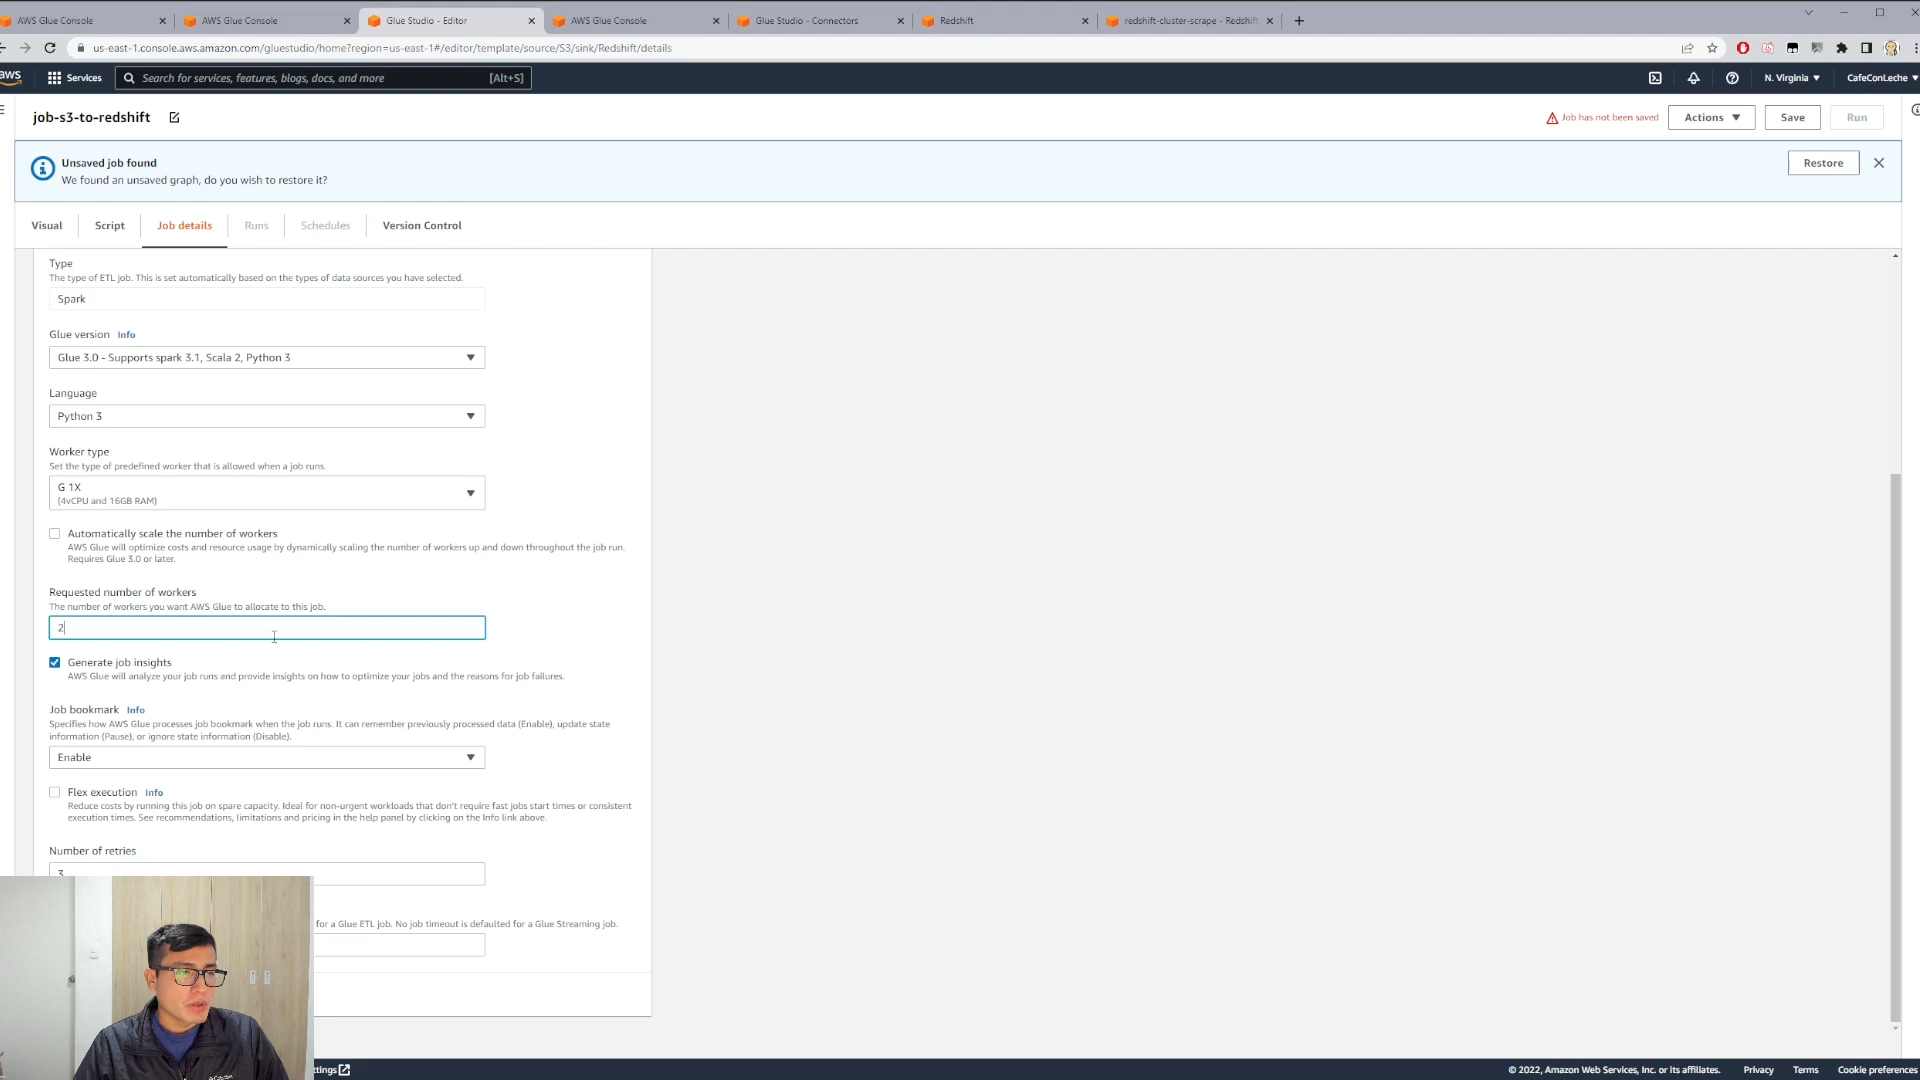 AWS Glue Console
AWS Glue Console
Glue Studio - Editor
AWS Glue Console
Glue Studio - Connectors
Redshift
redshift-cluster-scrape - Redshift
us-east-1.console.aws.amazon.com/gluestudio/home?region=us-east-1#/editor/template/source/S3/sink/Redshift/details
aws
Services
Search for services, features, blogs, docs, and more
[Alt+S]
N. Virginia
CafeConLeche
job-s3-to-redshift
Job has not been saved
Actions
Save
Run
Unsaved job found
We found an unsaved graph, do you wish to restore it?
Restore
Visual
Script
Job details
Runs
Schedules
Version Control
Type
The type of ETL job. This is set automatically based on the types of data sources you have selected.
Spark
Glue version Info
Glue 3.0 - Supports spark 3.1, Scala 2, Python 3
Language
Python 3
Worker type
Set the type of predefined worker that is allowed when a job runs.
G 1X
(4vCPU and 16GB RAM)
Automatically scale the number of workers
AWS Glue will optimize costs and resource usage by dynamically scaling the number of workers up and down throughout the job run.
Requires Glue 3.0 or later.
Requested number of workers
The number of workers you want AWS Glue to allocate to this job.
2
Generate job insights
AWS Glue will analyze your job runs and provide insights on how to optimize your jobs and the reasons for job failures.
Job bookmark Info
Specifies how AWS Glue processes job bookmark when the job runs. It can remember previously processed data (Enable), update state
information (Pause), or ignore state information (Disable).
Enable
Flex execution Info
Reduce costs by running this job on spare capacity. Ideal for non-urgent workloads that don't require fast jobs start times or consistent
execution times. See recommendations, limitations and pricing in the help panel by clicking on the Info link above.
Number of retries
3
for a Glue ETL job. No job timeout is defaulted for a Glue Streaming job.
ttings
© 2022, Amazon Web Services, Inc. or its affiliates.
Privacy
Terms
Cookie preferences